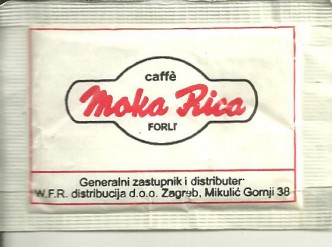 caffè
Moka Rica
FORLI'
Generalni zastupnik i distributer:
W.F.R. distribucija d.o.o. Zagreb, Mikulić Gornji 38